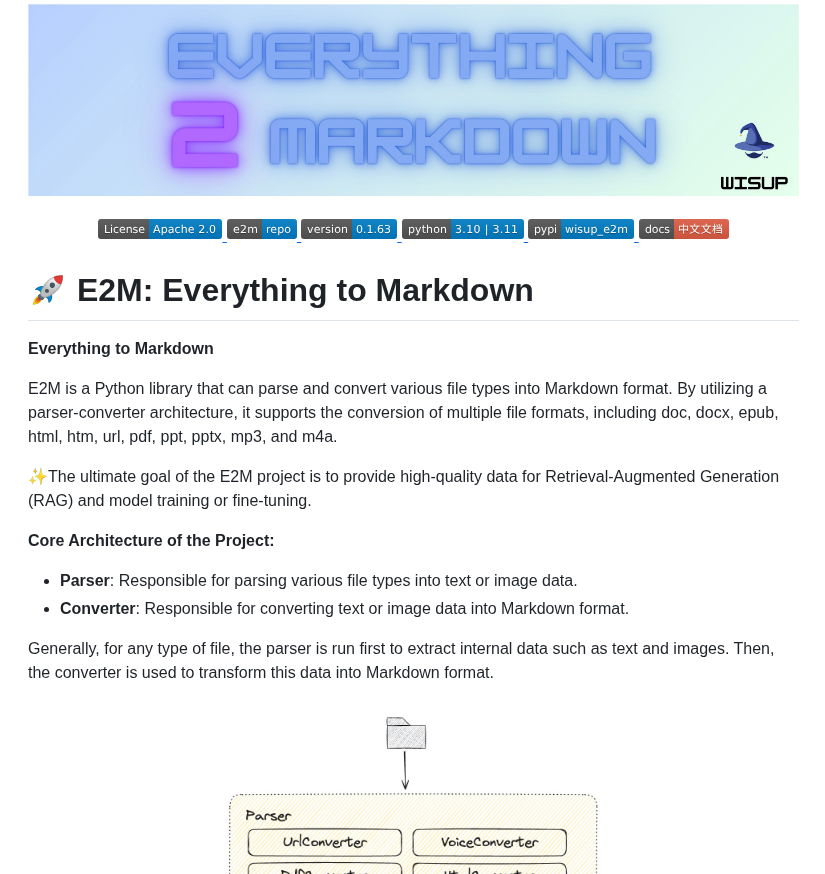 EVERYTHING
2 MARKDOWN
WISUP
License Apache 2.0 e2m repo version 0.1.63 python 3.10 | 3.11 pypi wisup_e2m docs 中文文档
🚀 E2M: Everything to Markdown
Everything to Markdown
E2M is a Python library that can parse and convert various file types into Markdown format. By utilizing a
parser-converter architecture, it supports the conversion of multiple file formats, including doc, docx, epub,
html, htm, url, pdf, ppt, pptx, mp3, and m4a.
✨The ultimate goal of the E2M project is to provide high-quality data for Retrieval-Augmented Generation
(RAG) and model training or fine-tuning.
Core Architecture of the Project:
• Parser: Responsible for parsing various file types into text or image data.
• Converter: Responsible for converting text or image data into Markdown format.
Generally, for any type of file, the parser is run first to extract internal data such as text and images. Then,
the converter is used to transform this data into Markdown format.
Parser
UrlConverter VoiceConverter